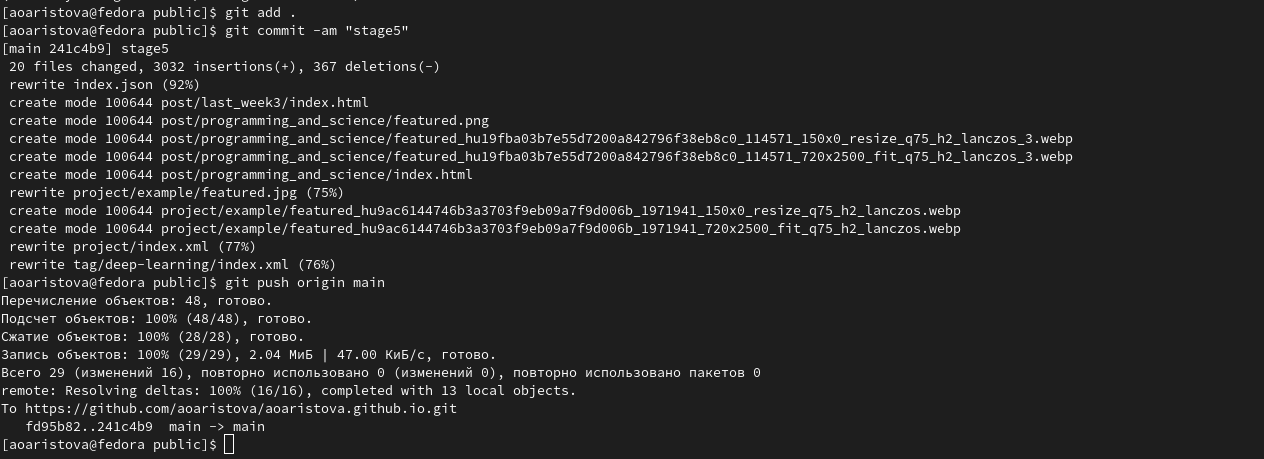 [aoaristova@fedora public]$ git add .
[aoaristova@fedora public]$ git commit -am "stage5"
[main 241c4b9] stage5
 20 files changed, 3032 insertions(+), 367 deletions(-)
 rewrite index.json (92%)
 create mode 100644 post/last_week3/index.html
 create mode 100644 post/programming_and_science/featured.png
 create mode 100644 post/programming_and_science/featured_hu19fba03b7e55d7200a842796f38eb8c0_114571_150x0_resize_q75_h2_lanczos_3.webp
 create mode 100644 post/programming_and_science/featured_hu19fba03b7e55d7200a842796f38eb8c0_114571_720x2500_fit_q75_h2_lanczos_3.webp
 create mode 100644 post/programming_and_science/index.html
 rewrite project/example/featured.jpg (75%)
 create mode 100644 project/example/featured_hu9ac6144746b3a3703f9eb09a7f9d006b_1971941_150x0_resize_q75_h2_lanczos.webp
 create mode 100644 project/example/featured_hu9ac6144746b3a3703f9eb09a7f9d006b_1971941_720x2500_fit_q75_h2_lanczos.webp
 rewrite project/index.xml (77%)
 rewrite tag/deep-learning/index.xml (76%)
[aoaristova@fedora public]$ git push origin main
Перечисление объектов: 48, готово.
Подсчет объектов: 100% (48/48), готово.
Сжатие объектов: 100% (28/28), готово.
Запись объектов: 100% (29/29), 2.04 МиБ | 47.00 КиБ/с, готово.
Всего 29 (изменений 16), повторно использовано 0 (изменений 0), повторно использовано пакетов 0
remote: Resolving deltas: 100% (16/16), completed with 13 local objects.
To https://github.com/aoaristova/aoaristova.github.io.git
   fd95b82..241c4b9  main -> main
[aoaristova@fedora public]$